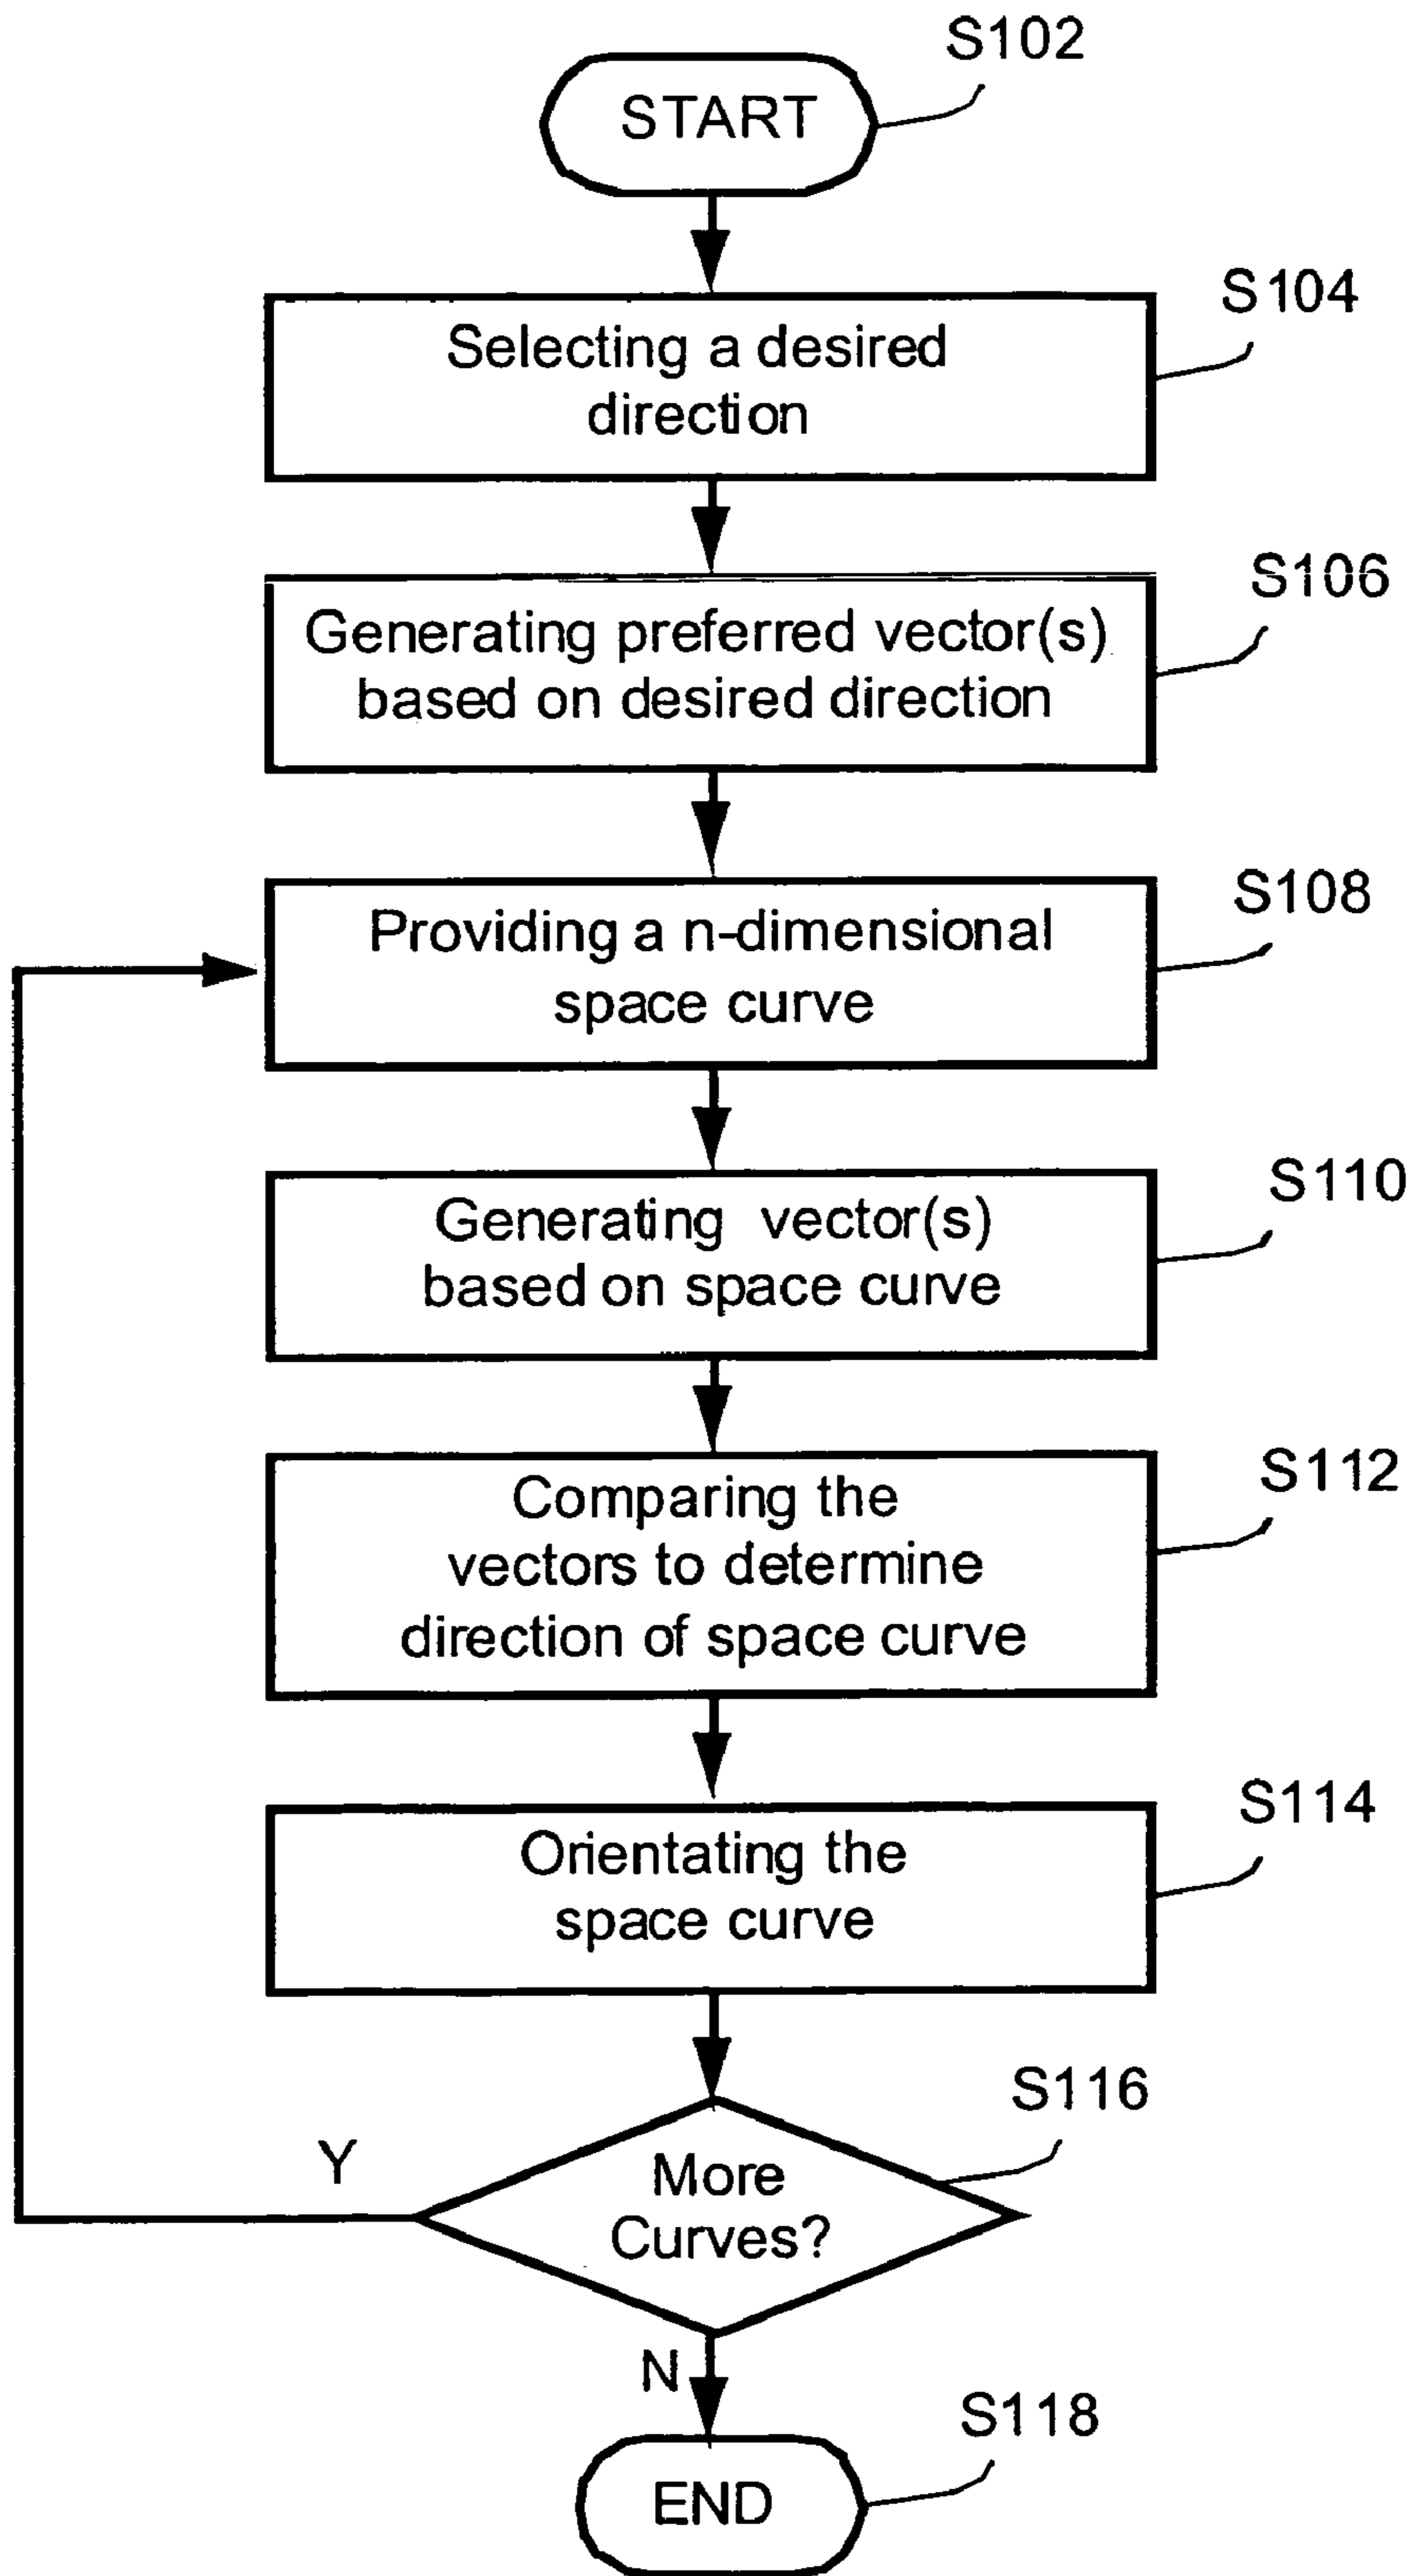 S102
START
S104
Selecting a desired
direction
S106
Generating preferred vector(s)
based on desired direction
S108
Providing a n-dimensional
space curve
S110
Generating vector(s)
based on space curve
S112
Comparing the
vectors to determine
direction of space curve
S114
Orientating the
space curve
S116
Y
More
Curves?
N
S118
END